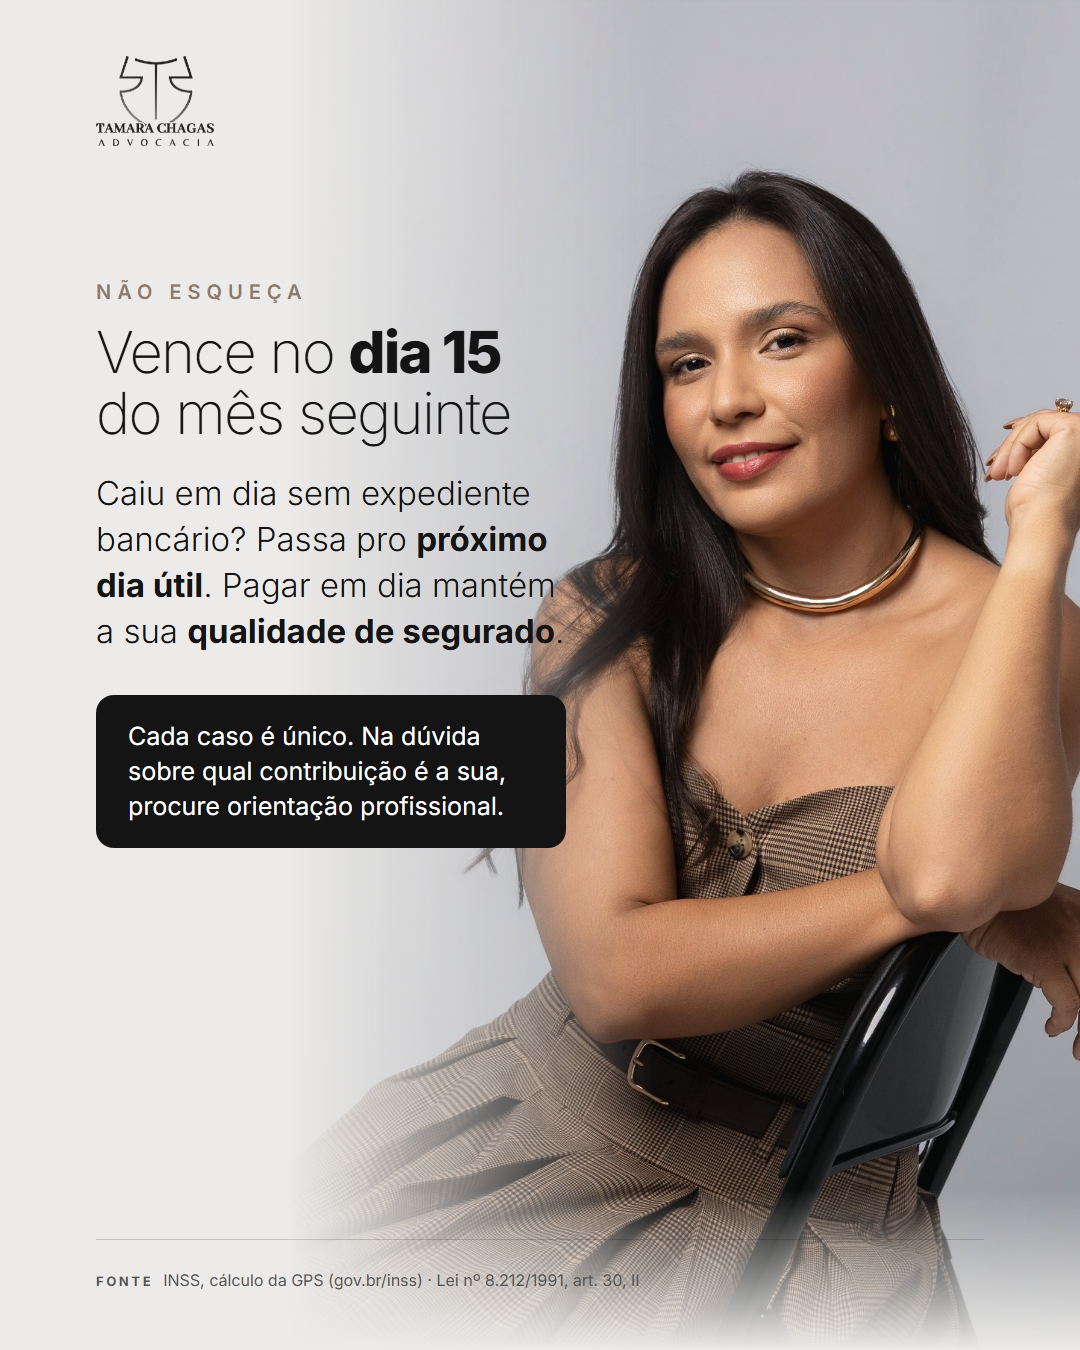 TAMARA CHAGAS
ADVOCACIA
NÃO ESQUEÇA
Vence no dia 15
do mês seguinte
Caiu em dia sem expediente
bancário? Passa pro próximo
dia útil. Pagar em dia mantém
a sua qualidade de segurado.
Cada caso é único. Na dúvida
sobre qual contribuição é a sua,
procure orientação profissional.
FONTE INSS, cálculo da GPS (gov.br/inss) · Lei nº 8.212/1991, art. 30, II